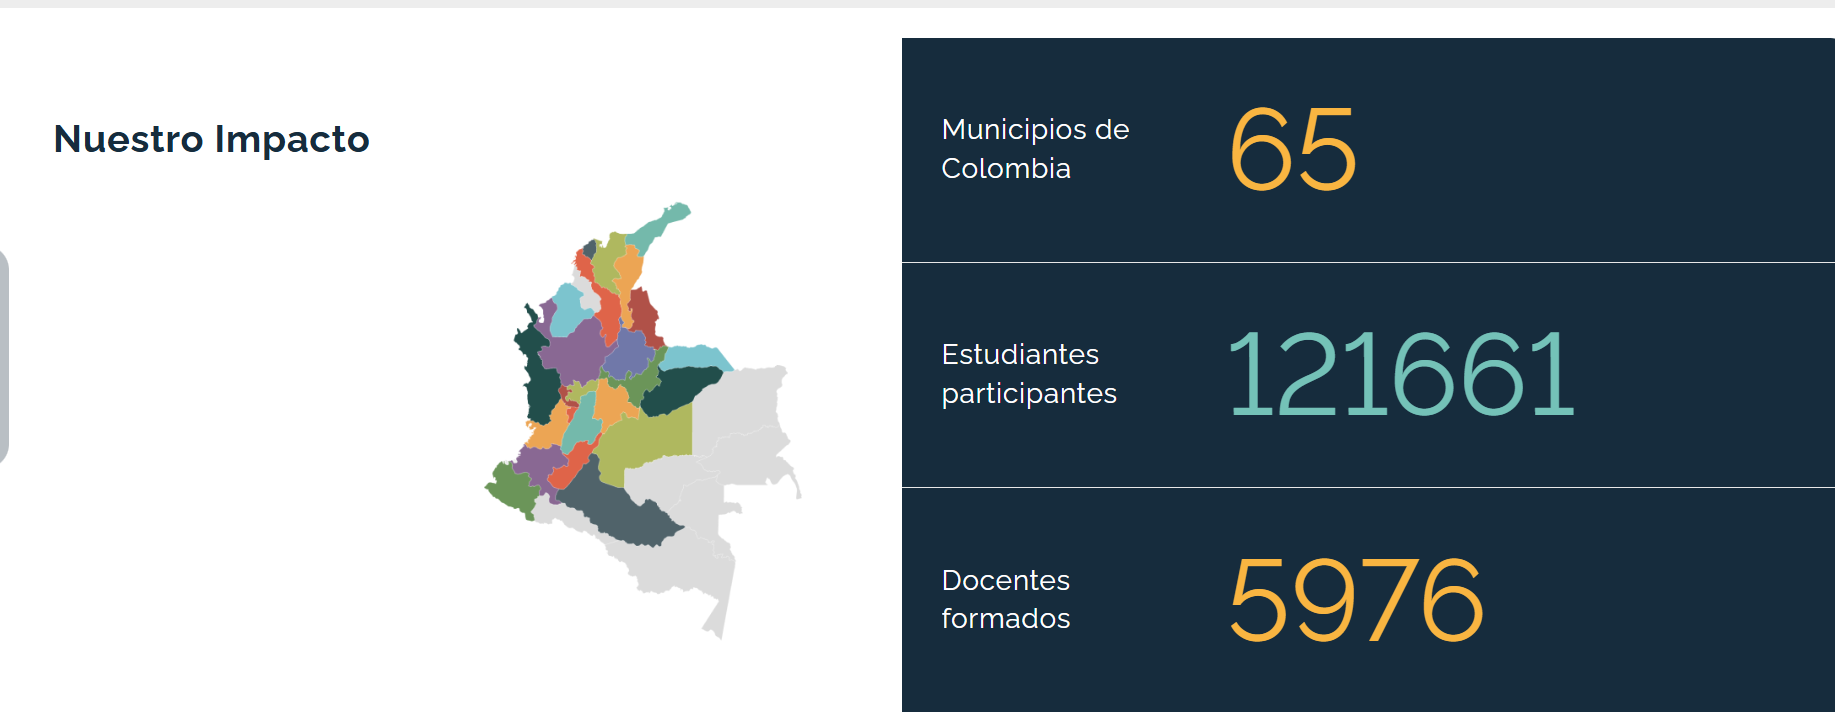 Nuestro Impacto
Municipios de
Colombia
65
Estudiantes
participantes
121661
Docentes
formados
5976